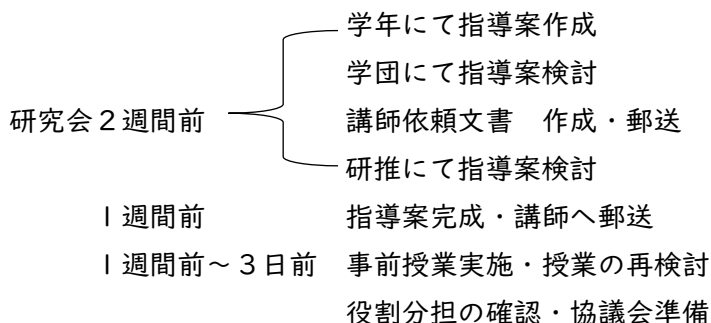 学年にて指導案作成
学団にて指導案検討
研究会２週間前　講師依頼文書　作成・郵送
研推にて指導案検討
１週間前　指導案完成・講師へ郵送
１週間前～３日前　事前授業実施・授業の再検討
役割分担の確認・協議会準備